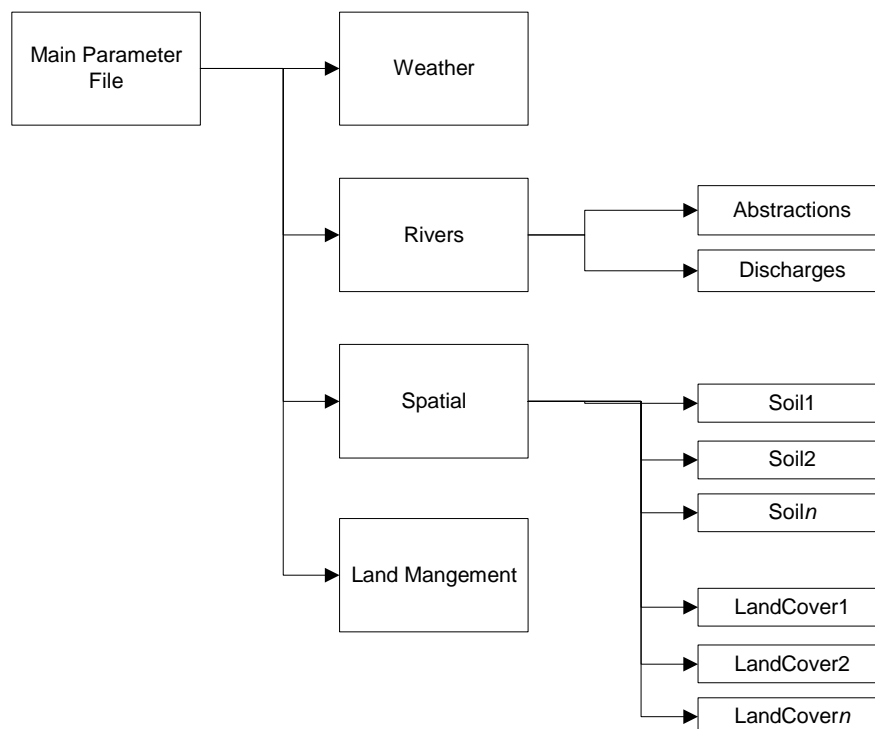 Main Parameter
File
Weather
Rivers
Abstractions
Discharges
Spatial
Soil1
Soil2
Soiln
Land Mangement
LandCover1
LandCover2
LandCovern